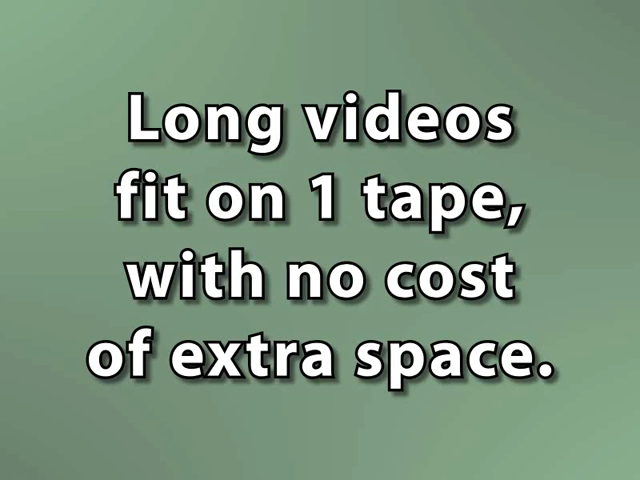 Long videos
fit on 1 tape,
with no cost
of extra space.